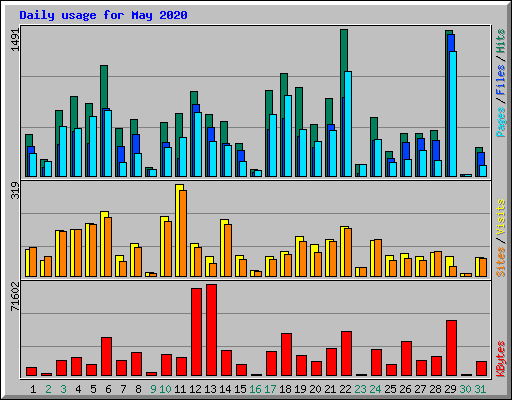 Daily usage for May 2020
1491
Pages / Files / Hits
319
Sites / Visits
71602
KBytes
1 2 3 4 5 6 7 8 9 10 11 12 13 14 15 16 17 18 19 20 21 22 23 24 25 26 27 28 29 30 31